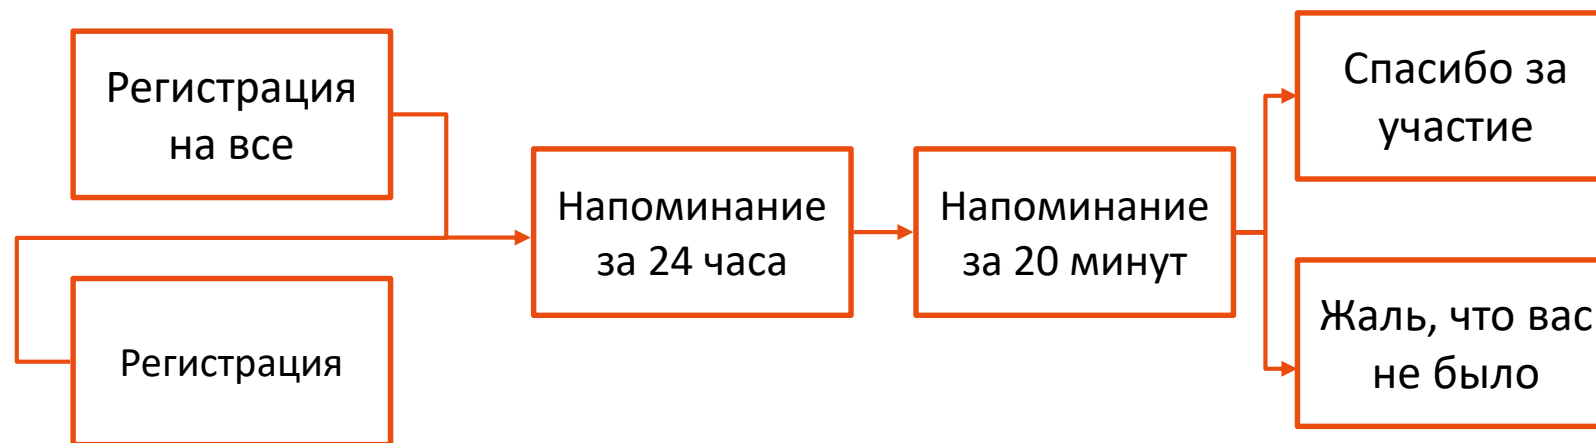 Регистрация
на все
Регистрация
Напоминание
за 24 часа
Напоминание
за 20 минут
Спасибо за
участие
Жаль, что вас
не было